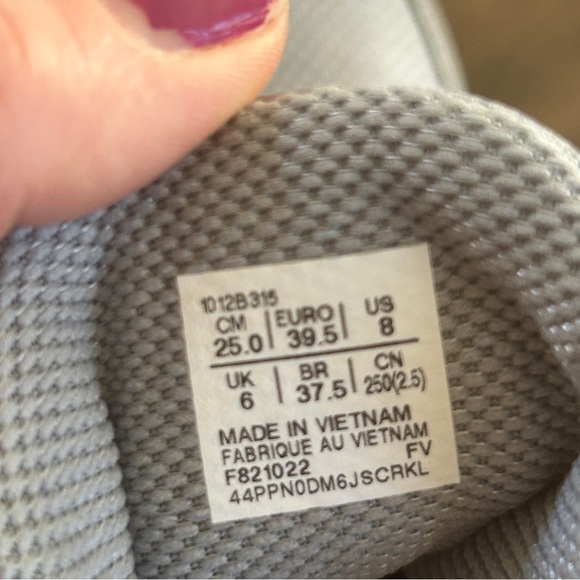 1012B315
CM EURO US
25.0 39.5 8
UK BR CN
6 37.5 250(2.5)
MADE IN VIETNAM
FABRIQUE AU VIETNAM
F821022 FV
44PPN0DM6JSCRKL